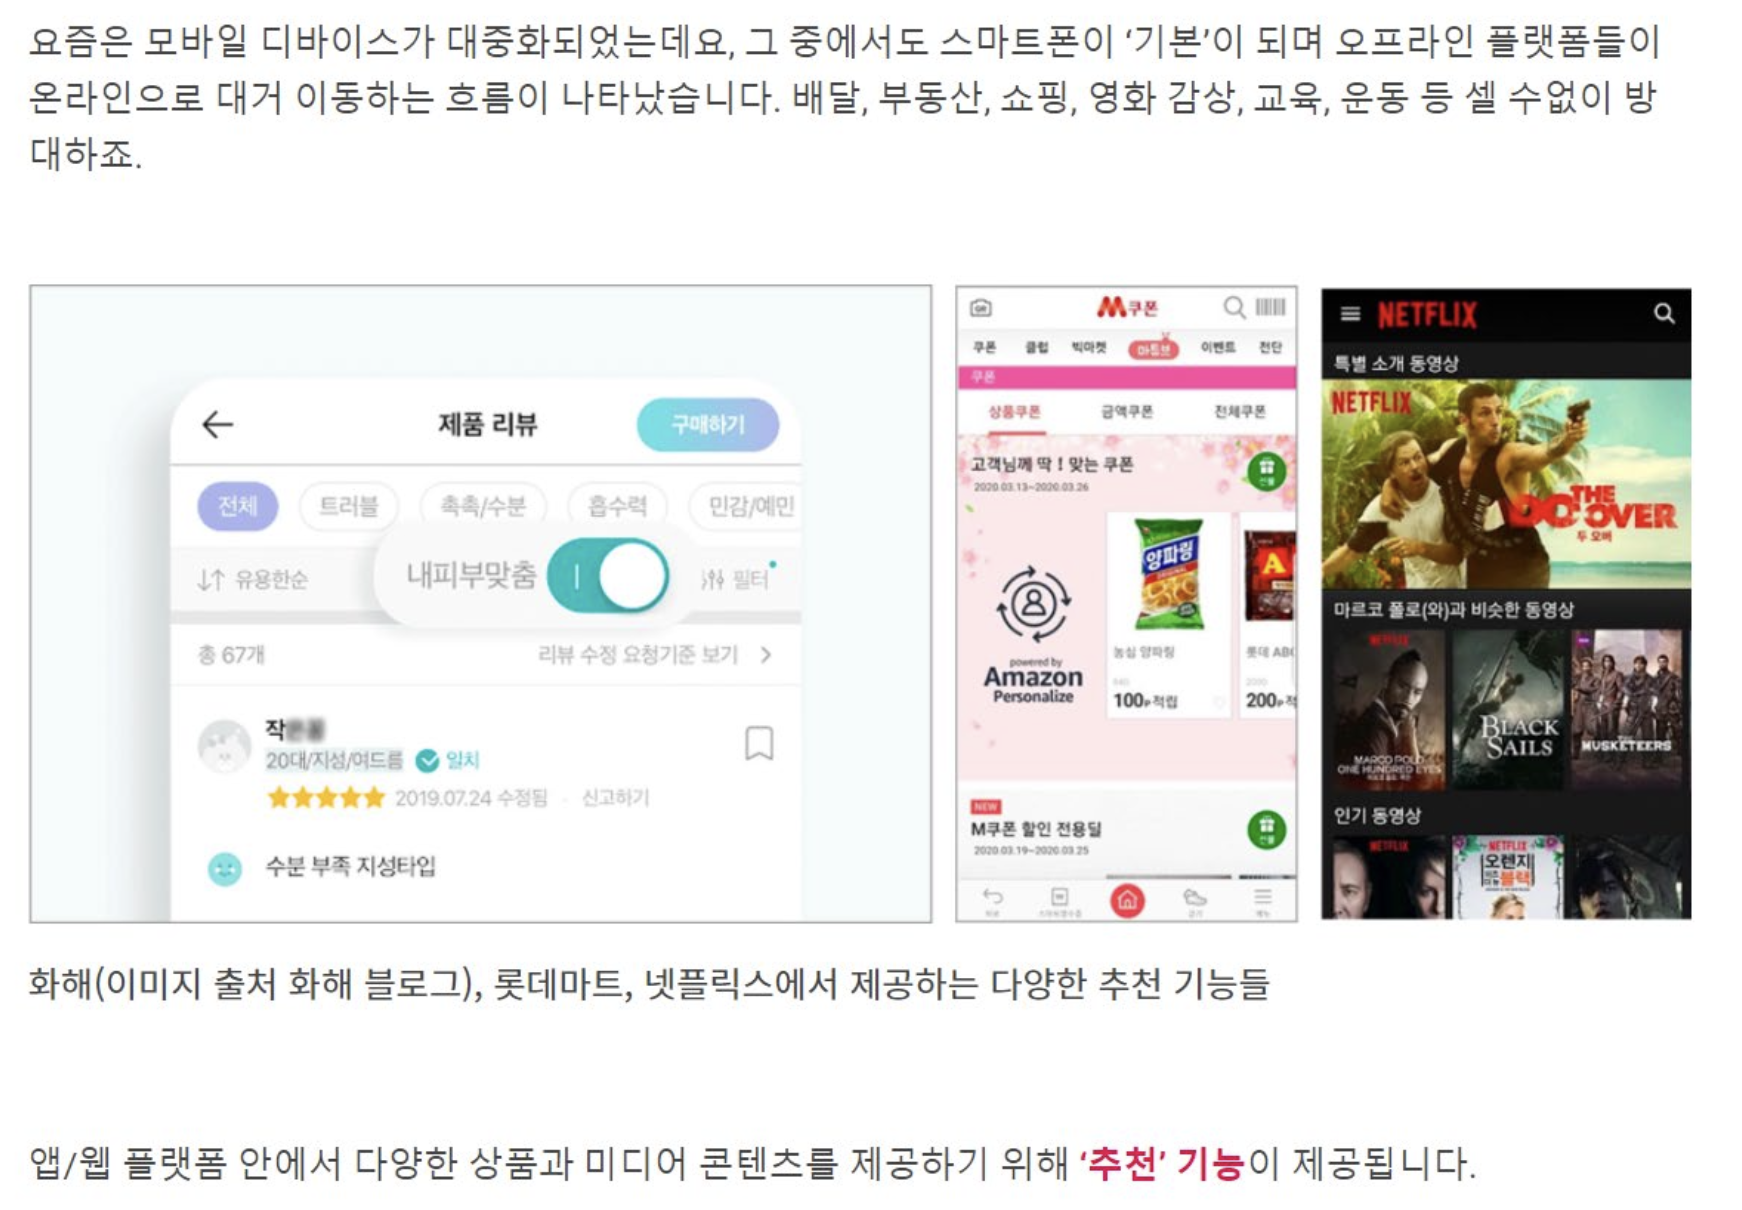 요즘은 모바일 디바이스가 대중화되었는데요, 그 중에서도 스마트폰이 ‘기본’이 되며 오프라인 플랫폼들이
온라인으로 대거 이동하는 흐름이 나타났습니다. 배달, 부동산, 쇼핑, 영화 감상, 교육, 운동 등 셀 수없이 방
대하죠.
제품 리뷰
구매하기
전체 트러블 촉촉/수분 흡수력 민감/예민
유용한순
내피부맞춤
필터
총 67개
리뷰 수정 요청기준 보기
작
20대/지성/여드름 일치
2019.07.24 수정됨 · 신고하기
수분 부족 지성타입
M쿠폰
쿠폰 클럽 빅마켓 마튜브 이벤트 전단
쿠폰
상품쿠폰 금액쿠폰 전체쿠폰
고객님께 딱 ! 맞는 쿠폰
2020.03.13~2020.03.26
선물
양파링
powered by
Amazon
Personalize
농심 양파링
롯데 ABC
100P 적립
200P 적
NEW
M쿠폰 할인 전용딜
2020.03.19~2020.03.25
NETFLIX
특별 소개 동영상
NETFLIX
THE
DO OVER
두 오버
마르코 폴로(와)과 비슷한 동영상
NETFLIX
MARCO POLO
ONE HUNDRED EYES
BLACK
SAILS
THE
MUSKETEERS
인기 동영상
NETFLIX
NETFLIX
오렌지
블랙
화해(이미지 출처 화해 블로그), 롯데마트, 넷플릭스에서 제공하는 다양한 추천 기능들
앱/웹 플랫폼 안에서 다양한 상품과 미디어 콘텐츠를 제공하기 위해 ‘추천’ 기능이 제공됩니다.